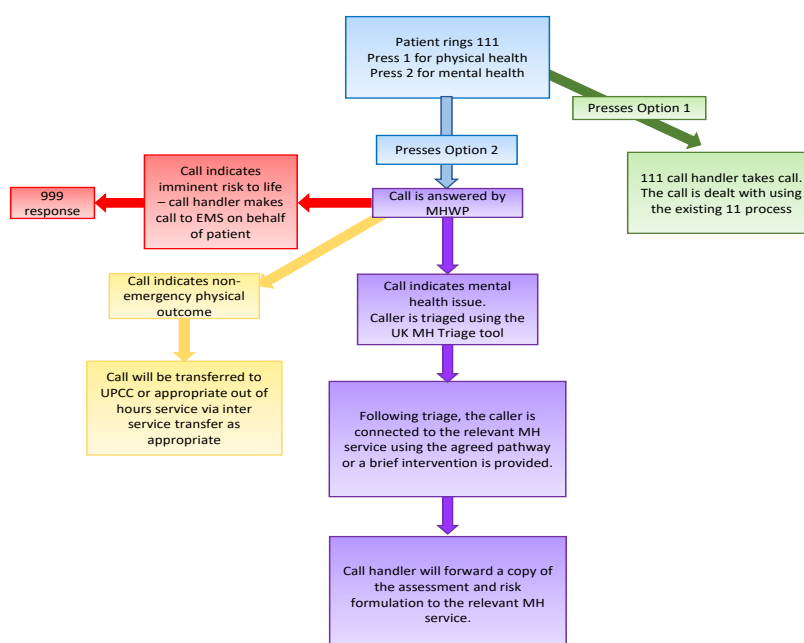 Patient rings 111
Press 1 for physical health
Press 2 for mental health
Presses Option 1
Presses Option 2
111 call handler takes call.
The call is dealt with using
the existing 11 process
Call is answered by
MHWP
Call indicates
imminent risk to life
– call handler makes
call to EMS on behalf
of patient
999
response
Call indicates non-
emergency physical
outcome
Call will be transferred to
UPCC or appropriate out of
hours service via inter
service transfer as
appropriate
Call indicates mental
health issue.
Caller is triaged using the
UK MH Triage tool
Following triage, the caller is
connected to the relevant MH
service using the agreed pathway
or a brief intervention is provided.
Call handler will forward a copy of
the assessment and risk
formulation to the relevant MH
service.